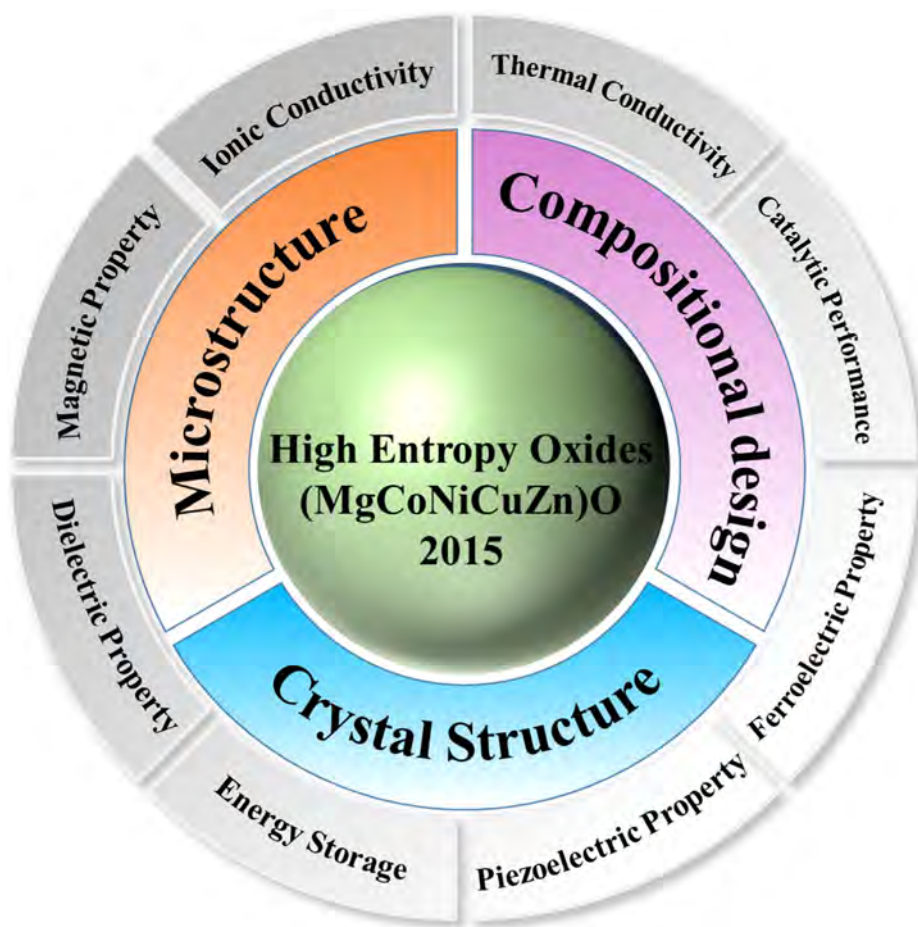 Ionic Conductivity
Thermal Conductivity
Catalytic Performance
Ferroelectric Property
Piezoelectric Property
Energy Storage
Dielectric Property
Magnetic Property
Microstructure
Compositional design
Crystal Structure
High Entropy Oxides
(MgCoNiCuZn)O
2015